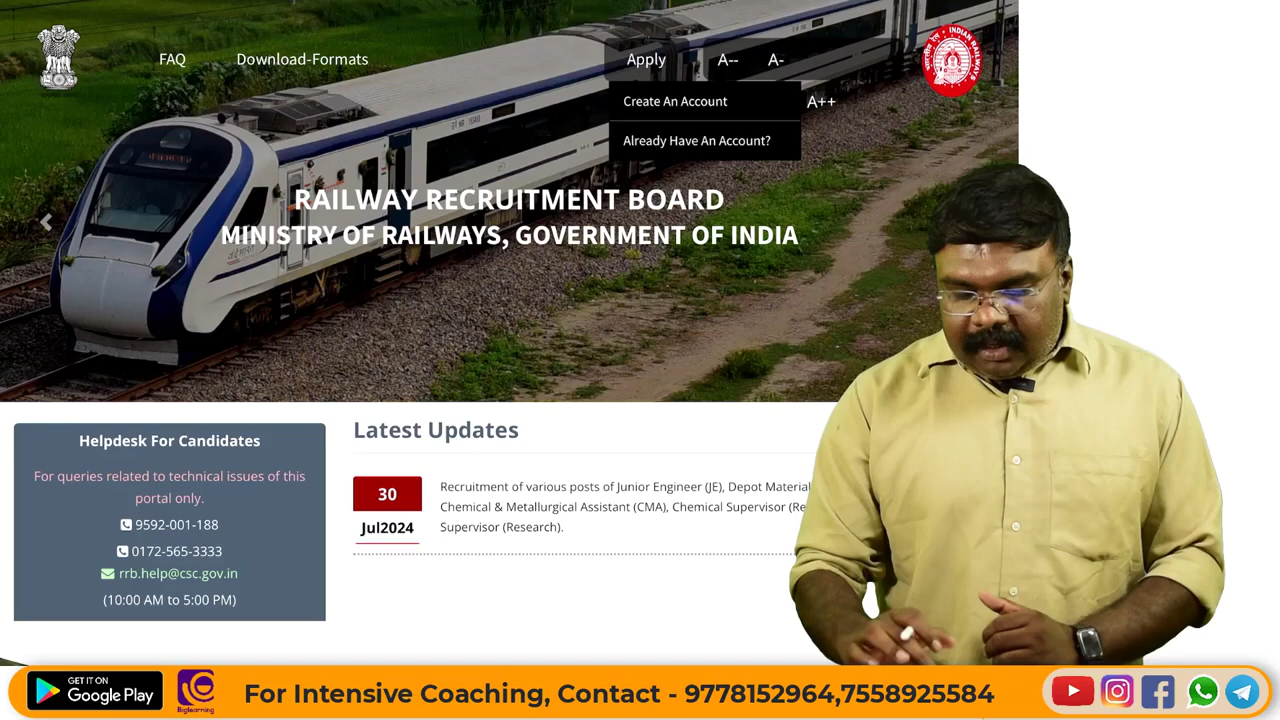 FAQ
Download-Formats
Apply
A--
A-
Create An Account
A++
Already Have An Account?
INDIAN RAILWAYS
RAILWAY RECRUITMENT BOARD
MINISTRY OF RAILWAYS, GOVERNMENT OF INDIA
Helpdesk For Candidates
For queries related to technical issues of this
portal only.
9592-001-188
0172-565-3333
rrb.help@csc.gov.in
(10:00 AM to 5:00 PM)
Latest Updates
30
Jul2024
Recruitment of various posts of Junior Engineer (JE), Depot Material
Chemical & Metallurgical Assistant (CMA), Chemical Supervisor (Re
Supervisor (Research).
GET IT ON
Google Play
Biglearning
For Intensive Coaching, Contact - 9778152964,7558925584